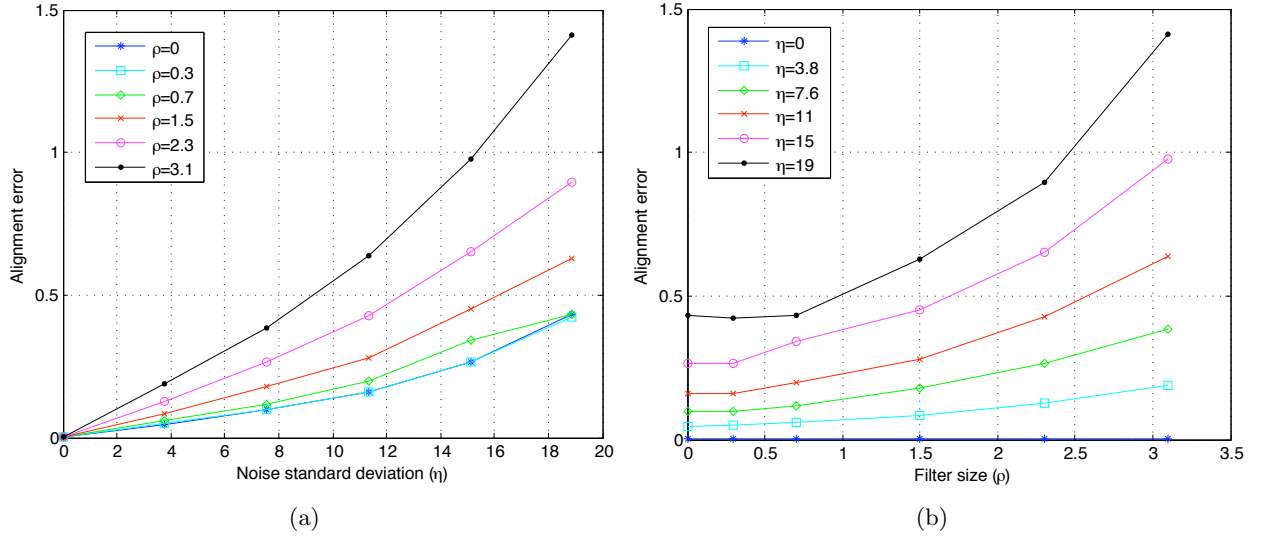 1.5
1
0.5
0
Alignment error
ρ=0
ρ=0.3
ρ=0.7
ρ=1.5
ρ=2.3
ρ=3.1
0 2 4 6 8 10 12 14 16 18 20
Noise standard deviation (η)
(a)
1.5
1
0.5
0
Alignment error
η=0
η=3.8
η=7.6
η=11
η=15
η=19
0 0.5 1 1.5 2 2.5 3 3.5
Filter size (ρ)
(b)